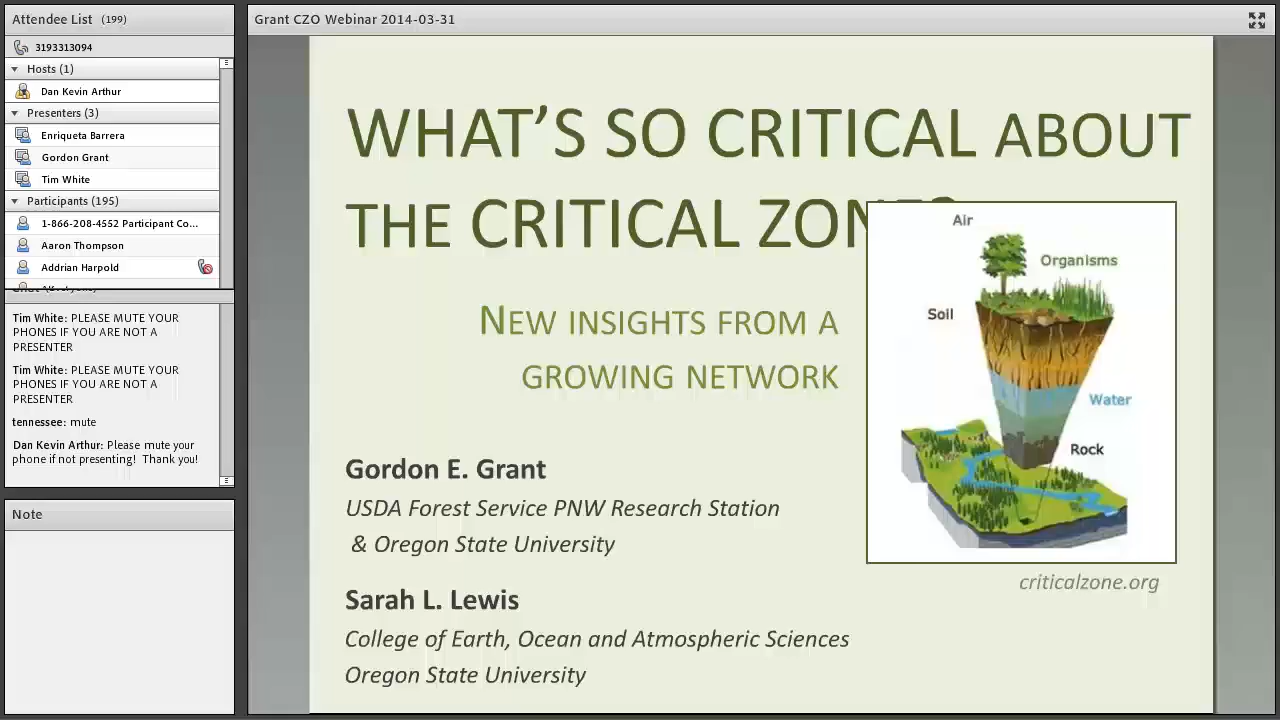 Attendee List (199)
3193313094
Hosts (1)
Dan Kevin Arthur
Presenters (3)
Enriqueta Barrera
Gordon Grant
Tim White
Participants (195)
1-866-208-4552 Participant Co...
Aaron Thompson
Addrian Harpold
Tim White: PLEASE MUTE YOUR
PHONES IF YOU ARE NOT A
PRESENTER
Tim White: PLEASE MUTE YOUR
PHONES IF YOU ARE NOT A
PRESENTER
tennessee: mute
Dan Kevin Arthur: Please mute your
phone if not presenting! Thank you!
Note
Grant CZO Webinar 2014-03-31
WHAT'S SO CRITICAL ABOUT
THE CRITICAL ZONE?
NEW INSIGHTS FROM A
GROWING NETWORK
Air
Organisms
Soil
Water
Rock
criticalzone.org
Gordon E. Grant
USDA Forest Service PNW Research Station
& Oregon State University
Sarah L. Lewis
College of Earth, Ocean and Atmospheric Sciences
Oregon State University